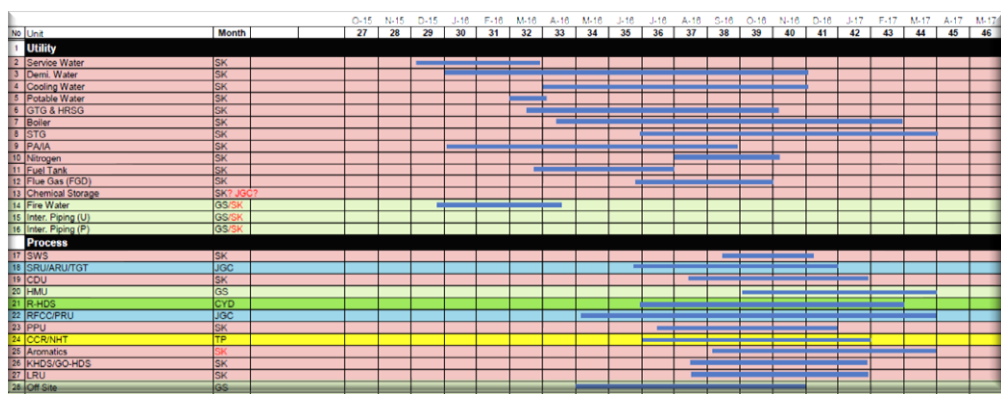 O-15 N-15 D-15 J-16 F-16 M-16 A-16 M-16 J-16 J-16 A-16 S-16 O-16 N-16 D-16 J-17 F-17 M-17 A-17 M-17
No Unit Month 27 28 29 30 31 32 33 34 35 36 37 38 39 40 41 42 43 44 45 46
1 Utility
2 Service Water SK
3 Demi. Water SK
4 Cooling Water SK
5 Potable Water SK
6 GTG & HRSG SK
7 Boiler SK
8 STG SK
9 PA/IA SK
10 Nitrogen SK
11 Fuel Tank SK
12 Flue Gas (FGD) SK
13 Chemical Storage SK? JGC?
14 Fire Water GS/SK
15 Inter. Piping (U) GS/SK
16 Inter. Piping (P) GS/SK
Process
17 SWS SK
18 SRU/ARU/TGT JGC
19 CDU SK
20 HMU GS
21 R-HDS CYD
22 RFCC/PRU JGC
23 PPU SK
24 CCR/NHT TP
25 Aromatics SK
26 KHDS/GO-HDS SK
27 LRU SK
28 Off Site GS